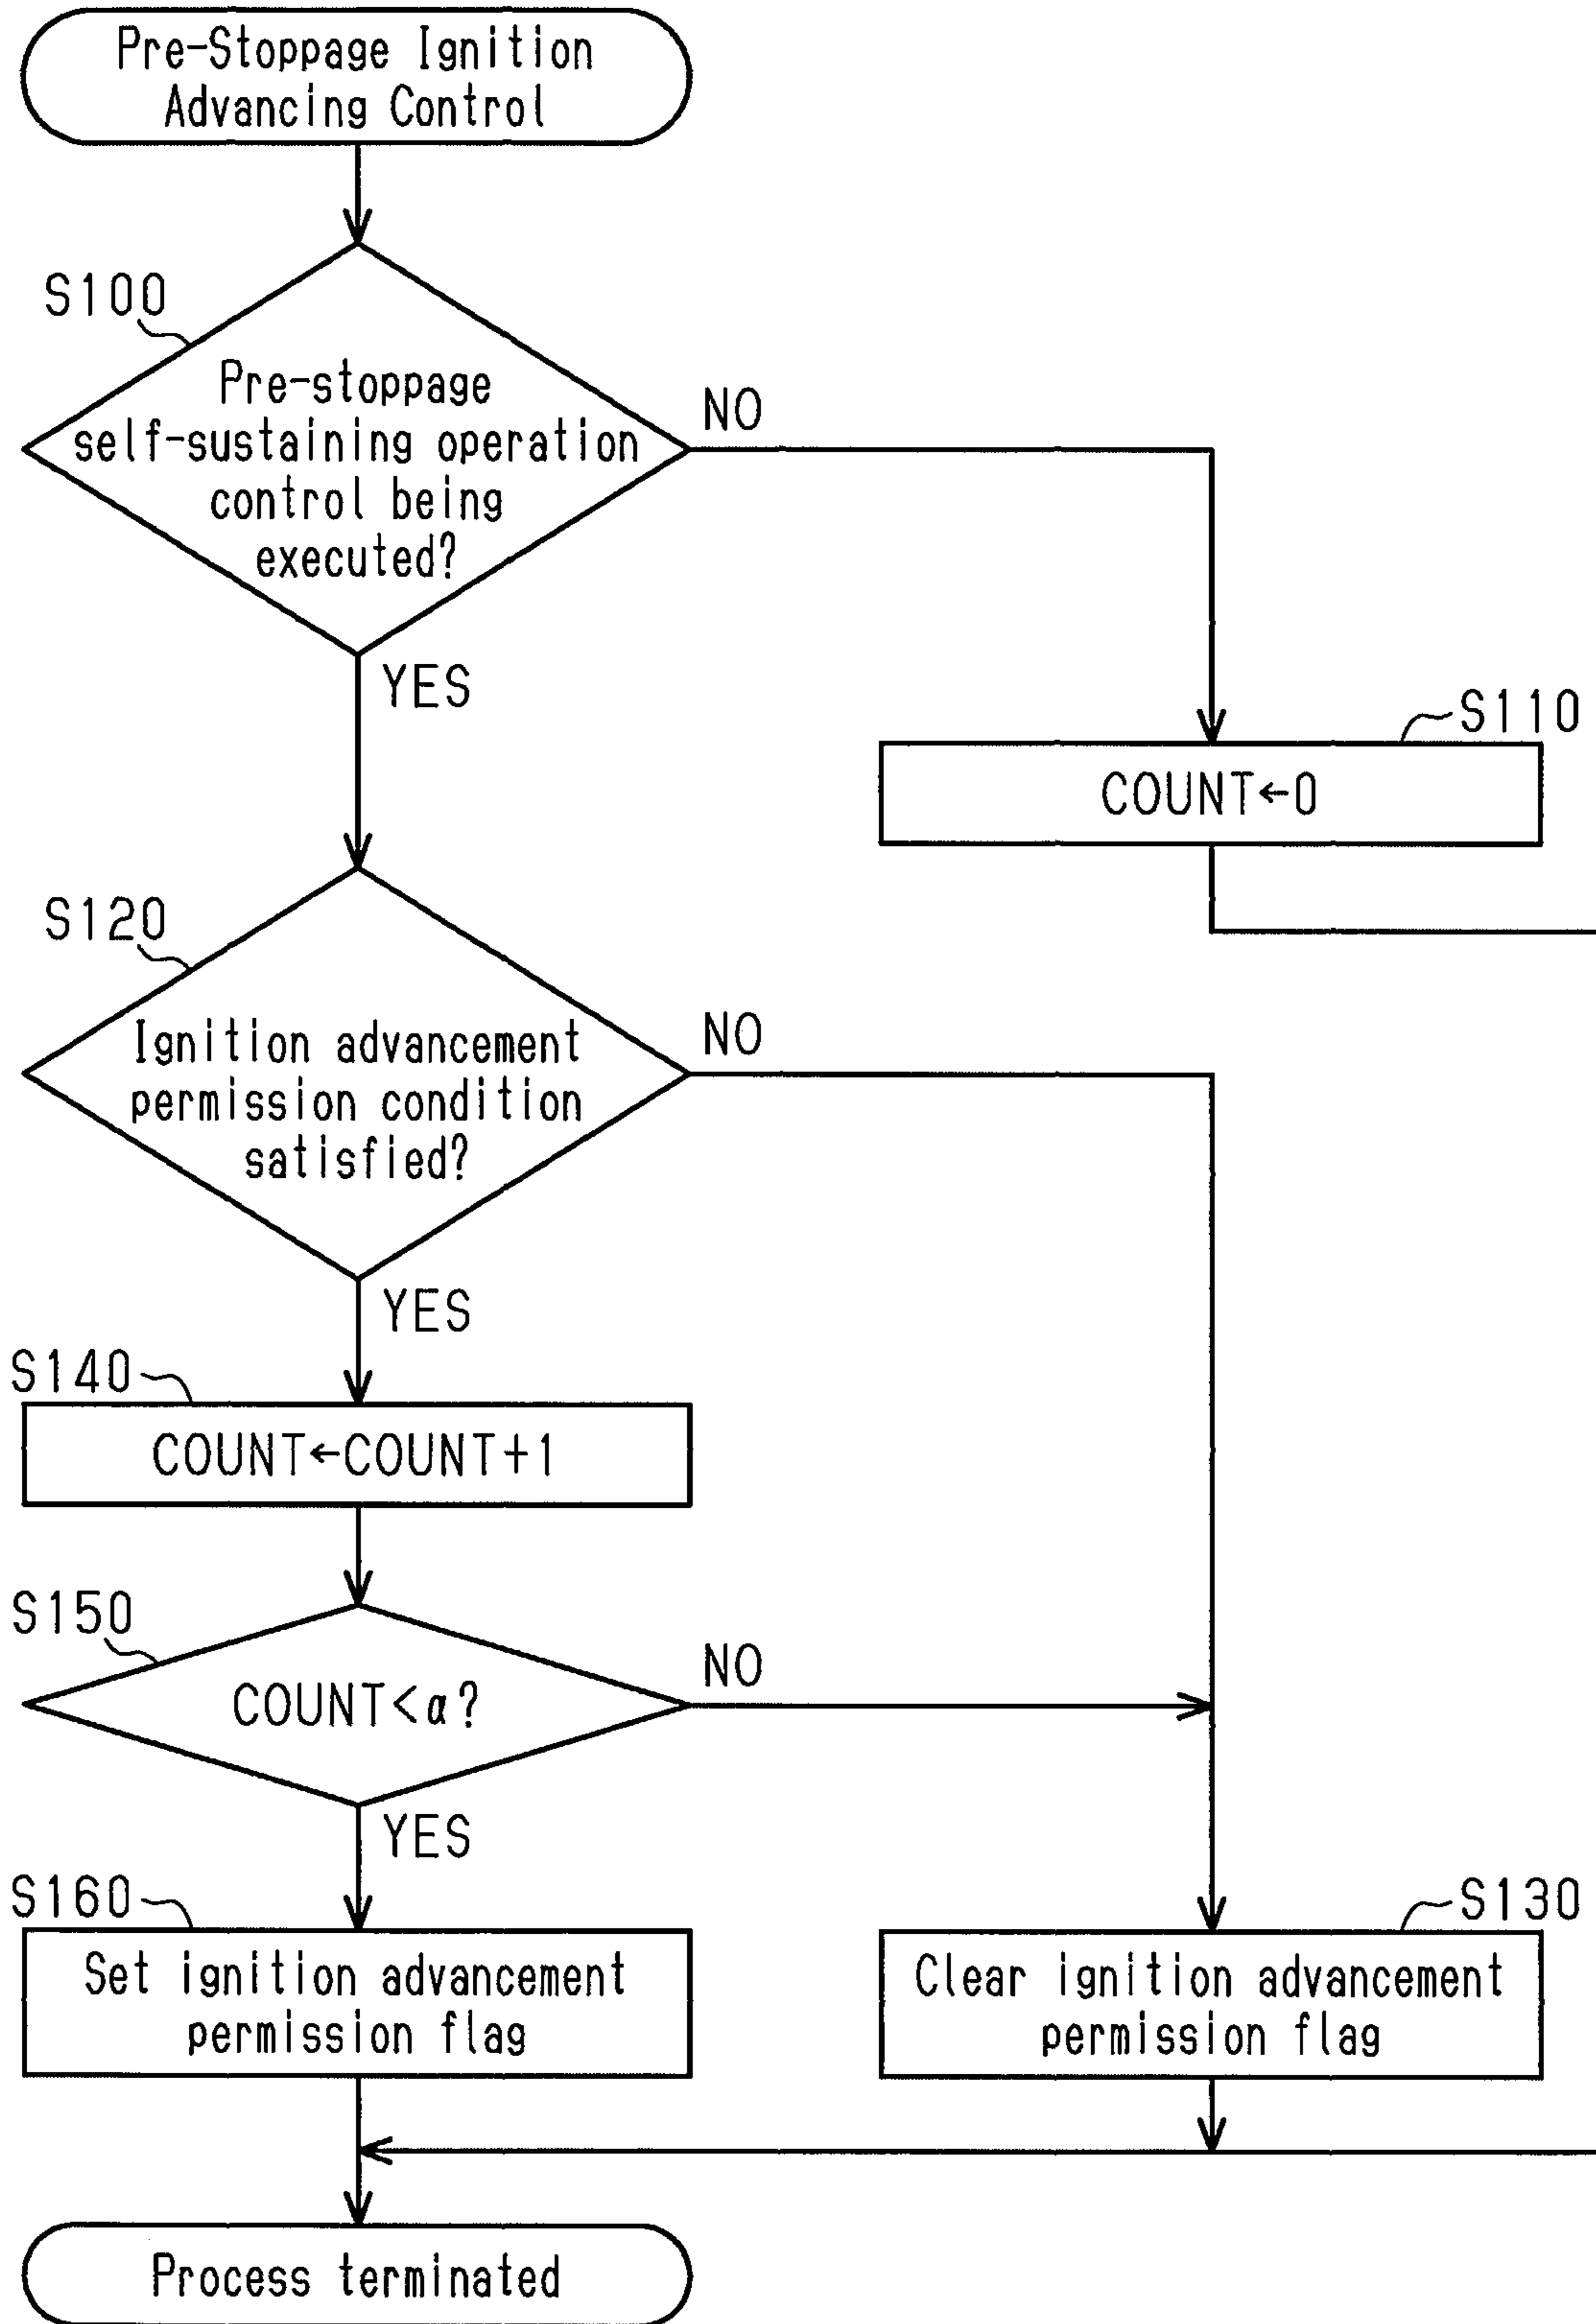 Pre-Stoppage Ignition
Advancing Control
S100
Pre-stoppage
self-sustaining operation
control being
executed?
NO
YES
S110
COUNT←0
S120
Ignition advancement
permission condition
satisfied?
NO
YES
S140
COUNT←COUNT+1
S150
COUNT<α?
NO
YES
S160
Set ignition advancement
permission flag
S130
Clear ignition advancement
permission flag
Process terminated